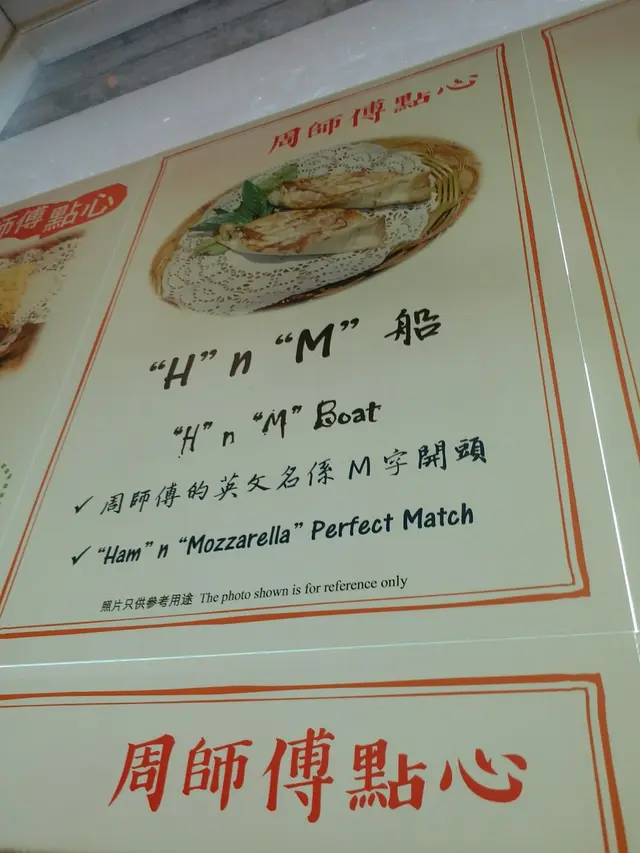 周師傅點心
師傅點心
“H” n “M” 船
“H” n “M” Boat
✓ 周師傅的英文名係 M 字開頭
✓ “Ham” n “Mozzarella” Perfect Match
照片只供參考用途 The photo shown is for reference only
周師傅點心